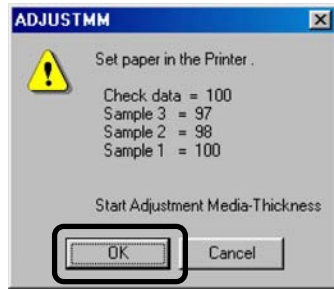 ADJUSTMM
Set paper in the Printer .
Check data = 100
Sample 3 = 97
Sample 2 = 98
Sample 1 = 100
Start Adjustment Media-Thickness
OK
Cancel